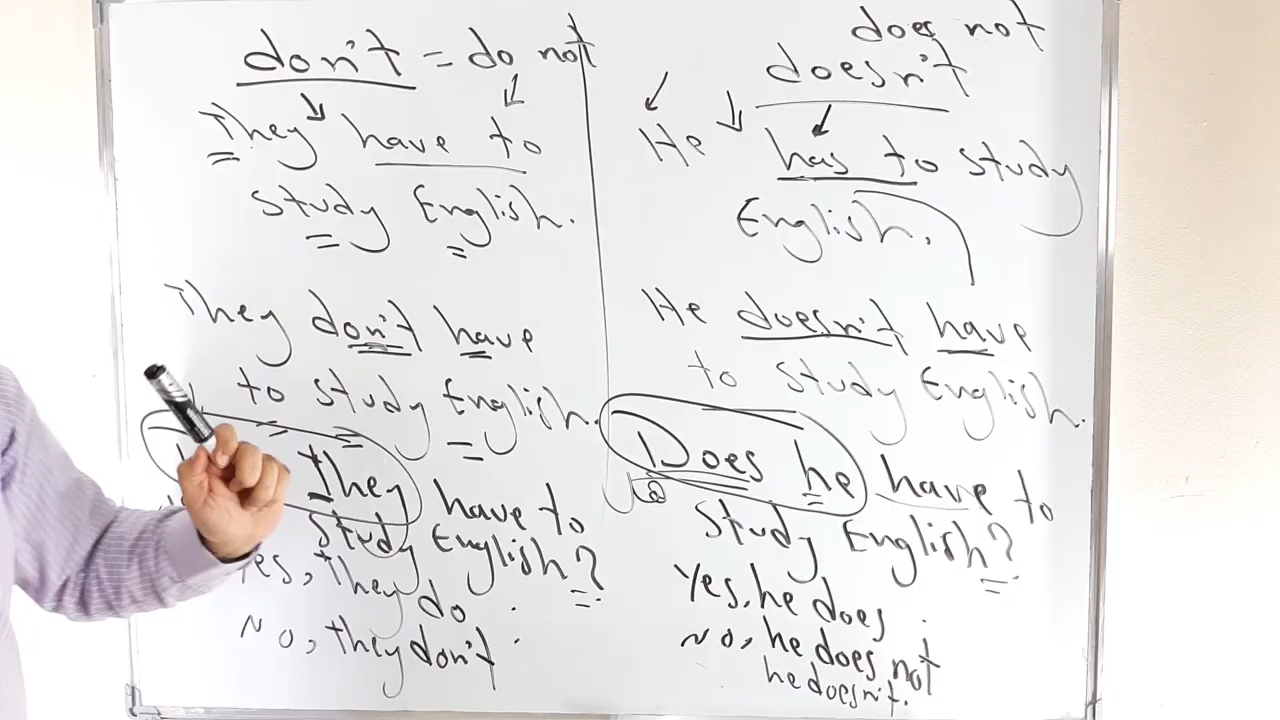 don't = do not
They have to
study English.
They don't have
to study English.
They have to
study English?
Yes, they do.
No, they don't.
does not
doesn't
He has to study
English.
He doesn't have
to study English.
Does he have to
study English?
Yes, he does.
No, he does not
he doesn't.